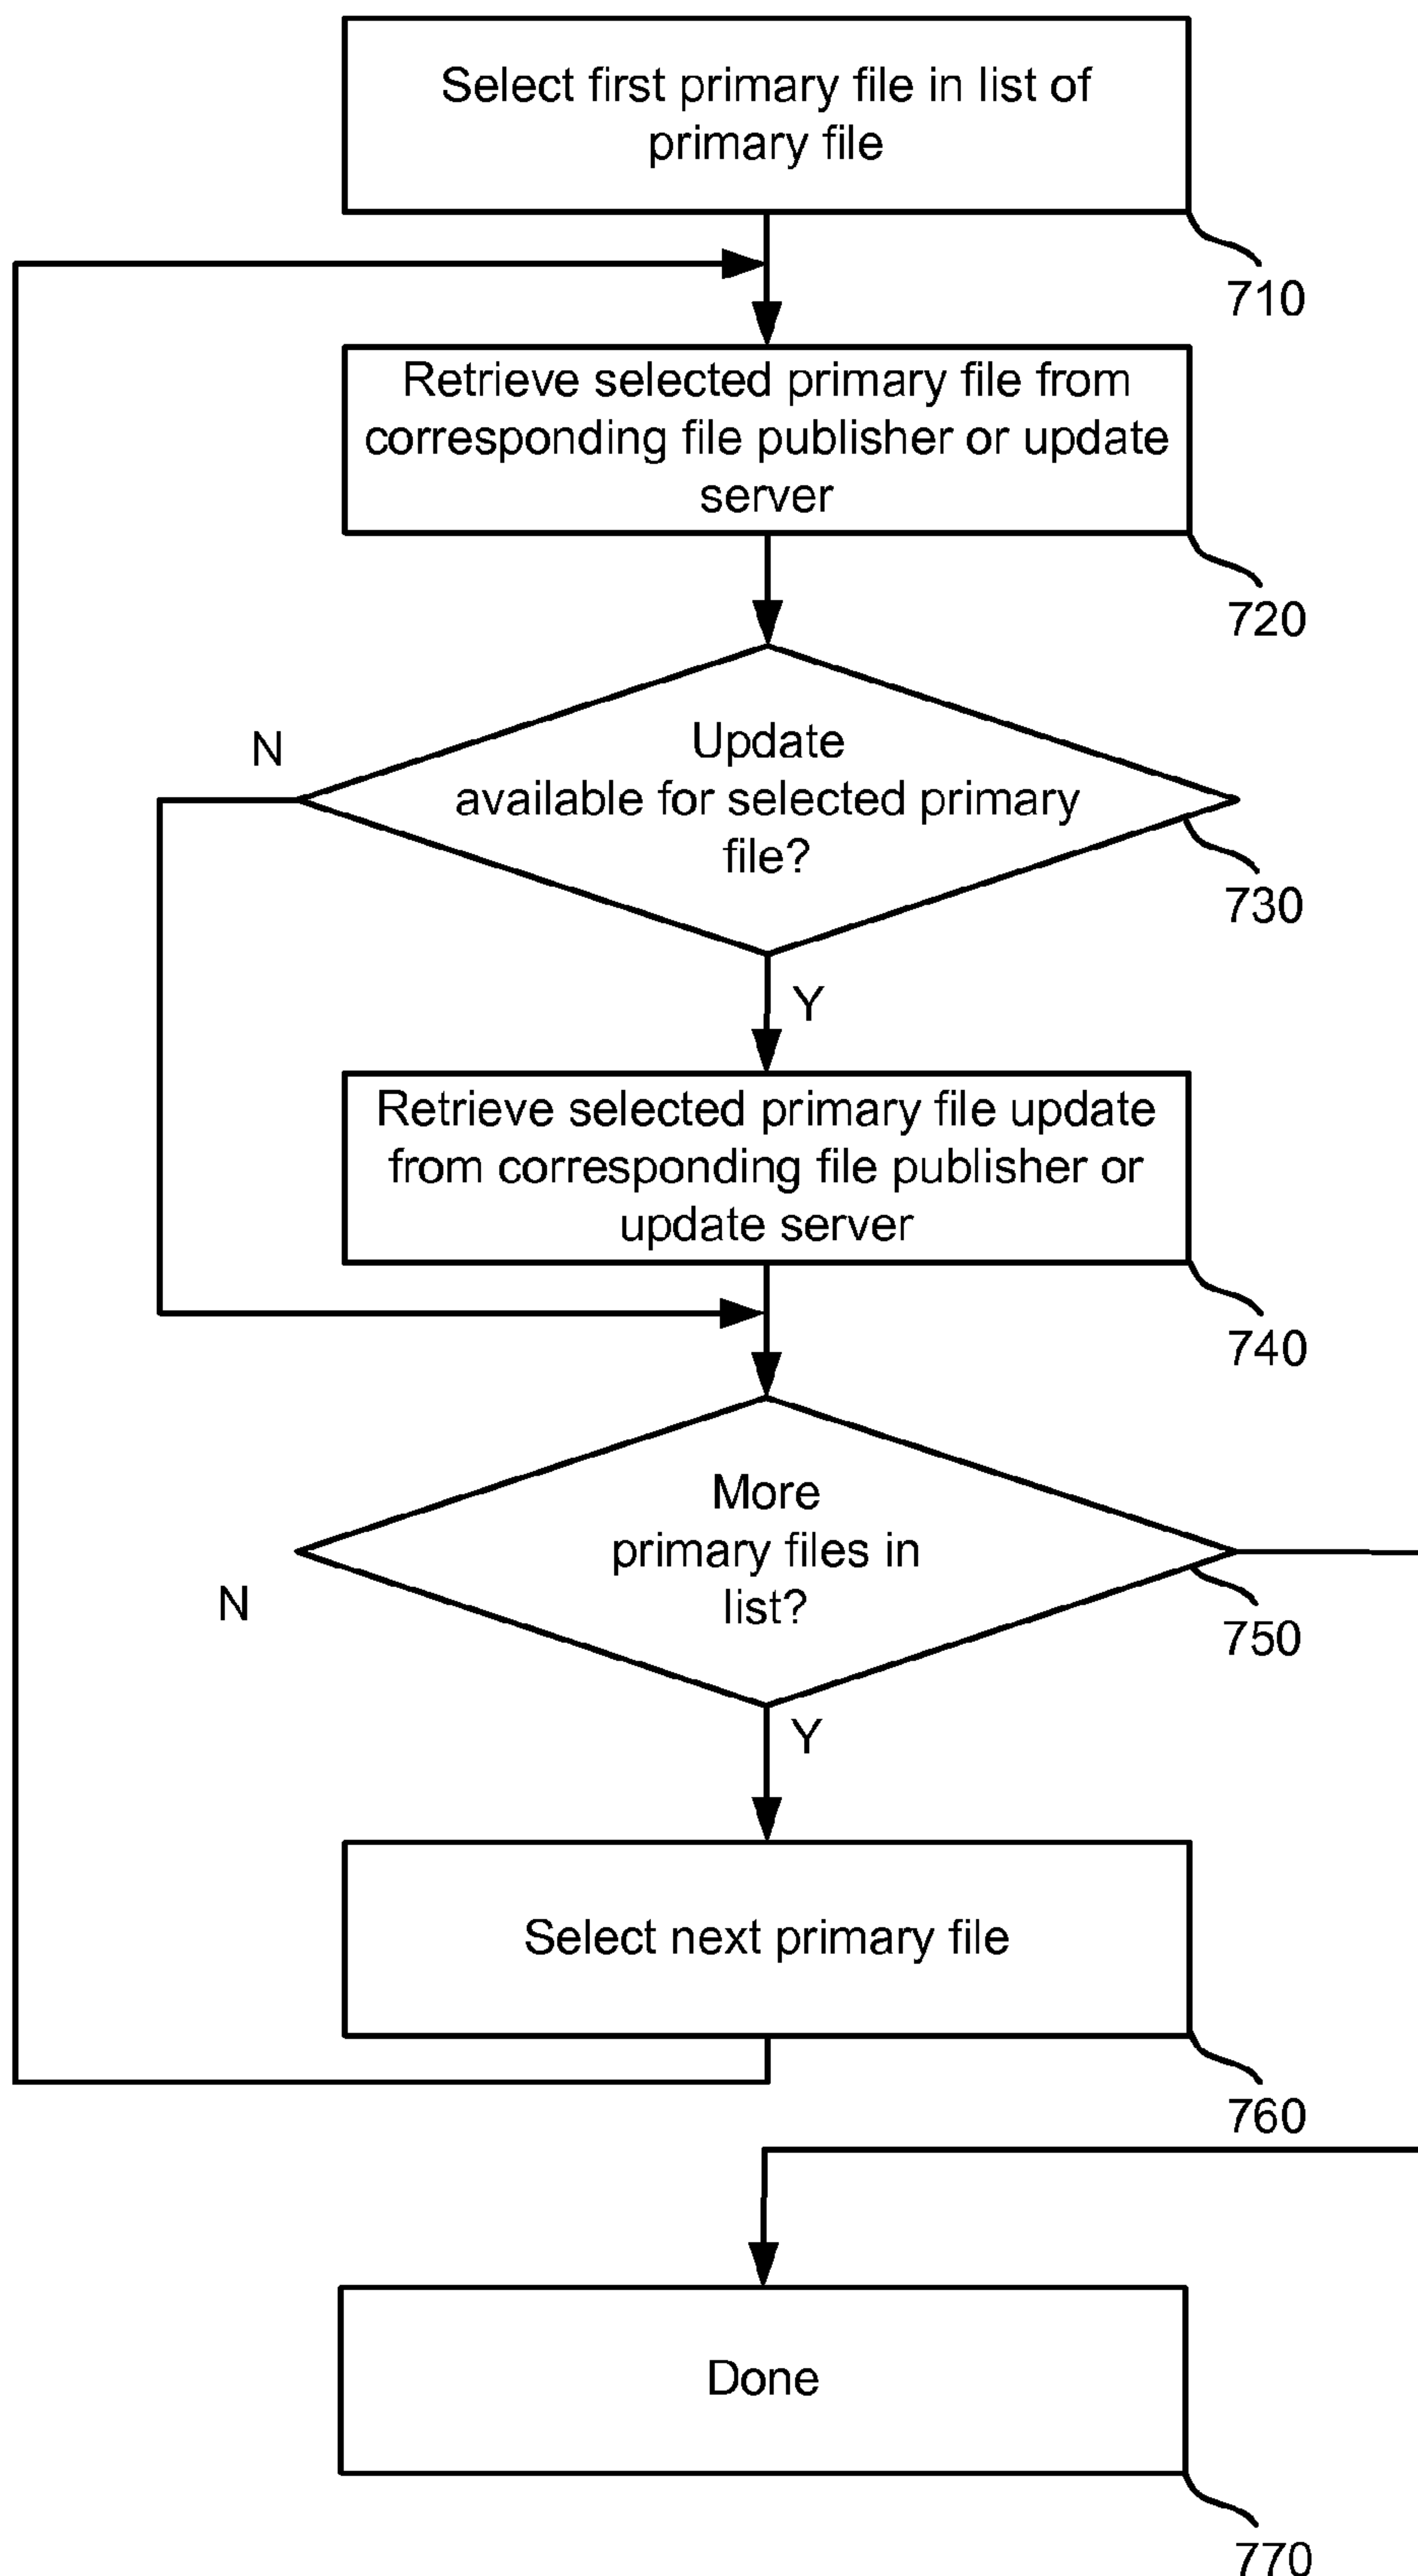 Select first primary file in list of
primary file
710
Retrieve selected primary file from
corresponding file publisher or update
server
720
N
Update
available for selected primary
file?
730
Y
Retrieve selected primary file update
from corresponding file publisher or
update server
740
More
primary files in
list?
N
750
Y
Select next primary file
760
Done
770